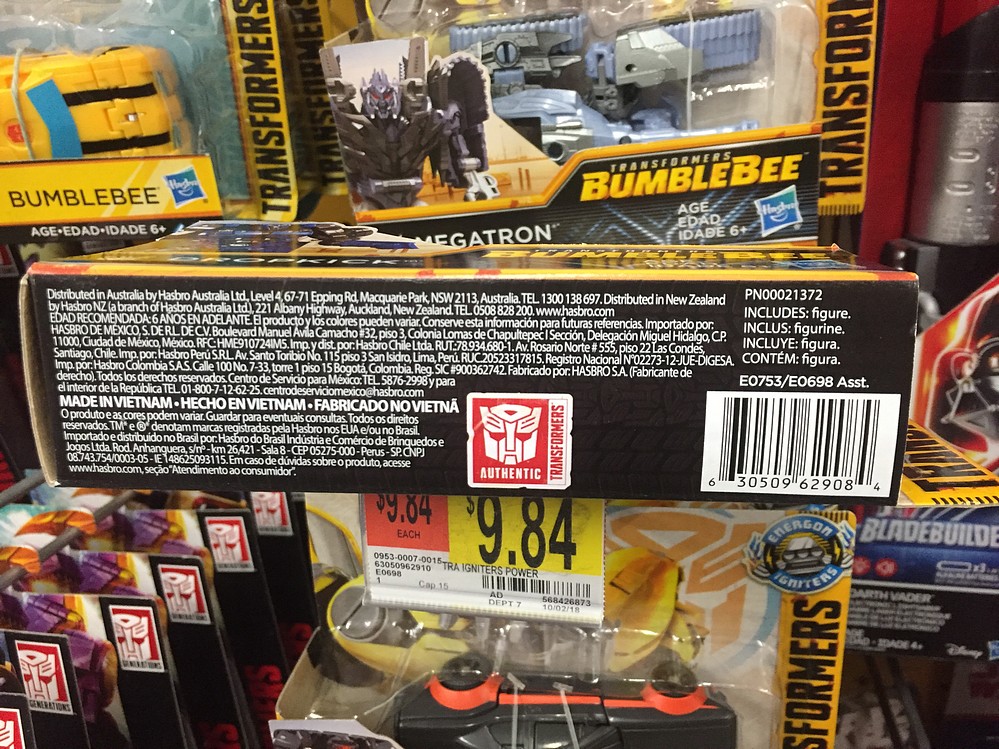 TRANSFORMERS
TRANSFORMERS
TRANSFORMERS
BUMBLEBEE
Hasbro
AGE•EDAD•IDADE 6+
TRANSFORMERS
BUMBLEBEE
AGE
EDAD
IDADE 6+
Hasbro
MEGATRON
DROPKICK
BUMBLEBEE
Distributed in Australia by Hasbro Australia Ltd., Level 4, 67-71 Epping Rd, Macquarie Park, NSW 2113, Australia. TEL. 1300 138 697. Distributed in New Zealand
by Hasbro NZ (a branch of Hasbro Australia Ltd.), 221 Albany Highway, Auckland, New Zealand. TEL. 0508 828 200. www.hasbro.com
EDAD RECOMENDADA: 6 AÑOS EN ADELANTE. El producto y los colores pueden variar. Conserve esta información para futuras referencias. Importado por:
HASBRO DE MÉXICO, S. DE R.L. DE C.V. Boulevard Manuel Ávila Camacho #32, piso 3, Colonia Lomas de Chapultepec I Sección, Delegación Miguel Hidalgo, C.P.
11000, Ciudad de México, México. RFC: HME910724IM5. Imp. y dist. por: Hasbro Chile Ltda. RUT: 78.934.680-1. Av. Rosario Norte # 555, piso 22 Las Condes,
Santiago, Chile. Imp. por: Hasbro Perú S.R.L. Av. Santo Toribio No. 115 piso 3 San Isidro, Lima, Perú. RUC.20523317815. Registro Nacional N°02273-12-JUE-DIGESA.
Imp. por: Hasbro Colombia S.A.S. Calle 100 No. 7-33, torre 1 piso 15 Bogotá, Colombia. Reg. SIC #900362742. Fabricado por: HASBRO S.A. (Fabricante de
derecho). Todos los derechos reservados. Centro de Servicio para México: TEL. 5876-2998 y para
el interior de la República TEL. 01-800-712-62-25. centrodeserviciomexico@hasbro.com
MADE IN VIETNAM • HECHO EN VIETNAM • FABRICADO NO VIETNÃ
O produto e as cores podem variar. Guardar para eventuais consultas. Todos os direitos
reservados. TM* e ®* denotam marcas registradas pela Hasbro nos EUA e/ou no Brasil.
Importado e distribuído no Brasil por: Hasbro do Brasil Indústria e Comércio de Brinquedos e
Jogos Ltda. Rod. Anhanguera, s/nº - km 26,421 - Sala 8 - CEP 05275-000 - Perus - SP. CNPJ
08.743.754/0003-05 - IE 148625093115. Em caso de dúvidas sobre o produto, acesse
www.hasbro.com, seção "Atendimento ao consumidor".
AUTHENTIC
TRANSFORMERS
PN00021372
INCLUDES: figure.
INCLUS: figurine.
INCLUYE: figura.
CONTÉM: figura.
E0753/E0698 Asst.
6 30509 62908 4
$9.84
EACH
$9.84
0953-0007-0015
63050962910
E0698
1
TRA IGNITERS POWER
Cap 15
AD
DEPT 7
568426873
10/02/18
ENERGON
IGNITERS
BLADEBUILDE
x3
DARTH VADER
EDAD • IDADE 4+
Disney
GENERATIONS
GENERATIONS
GENERATIONS